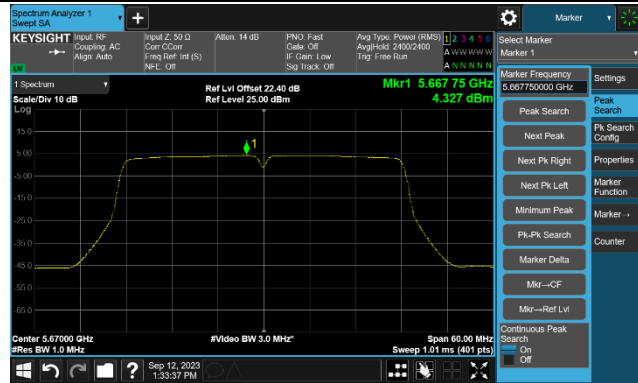 Spectrum Analyzer 1
Swept SA
+
Marker
KEYSIGHT
Input: RF
Coupling: AC
Align: Auto
Input Z: 50 Ω
Corr CCorr
Freq Ref: Int (S)
NFE: Off
Atten: 14 dB
PNO: Fast
Gate: Off
IF Gain: Low
Sig Track: Off
Avg Type: Power (RMS)
Avg|Hold: 2400/2400
Trig: Free Run
1 2 3 4 5 6
A W W W W W
A N N N N N
LXI
Select Marker
Marker 1
1 Spectrum
Scale/Div 10 dB
Log
Ref Lvl Offset 22.40 dB
Ref Level 25.00 dBm
Mkr1 5.667 75 GHz
4.327 dBm
1
15.0
5.00
-5.00
-15.0
-25.0
-35.0
-45.0
-55.0
-65.0
Center 5.67000 GHz
#Res BW 1.0 MHz
#Video BW 3.0 MHz*
Span 60.00 MHz
Sweep 1.01 ms (401 pts)
Marker Frequency
5.667750000 GHz
Peak Search
Next Peak
Next Pk Right
Next Pk Left
Minimum Peak
Pk-Pk Search
Marker Delta
Mkr→CF
Mkr→Ref Lvl
Continuous Peak
Search
On
Off
Settings
Peak
Search
Pk Search
Config
Properties
Marker
Function
Marker→
Counter
?
Sep 12, 2023
1:33:37 PM